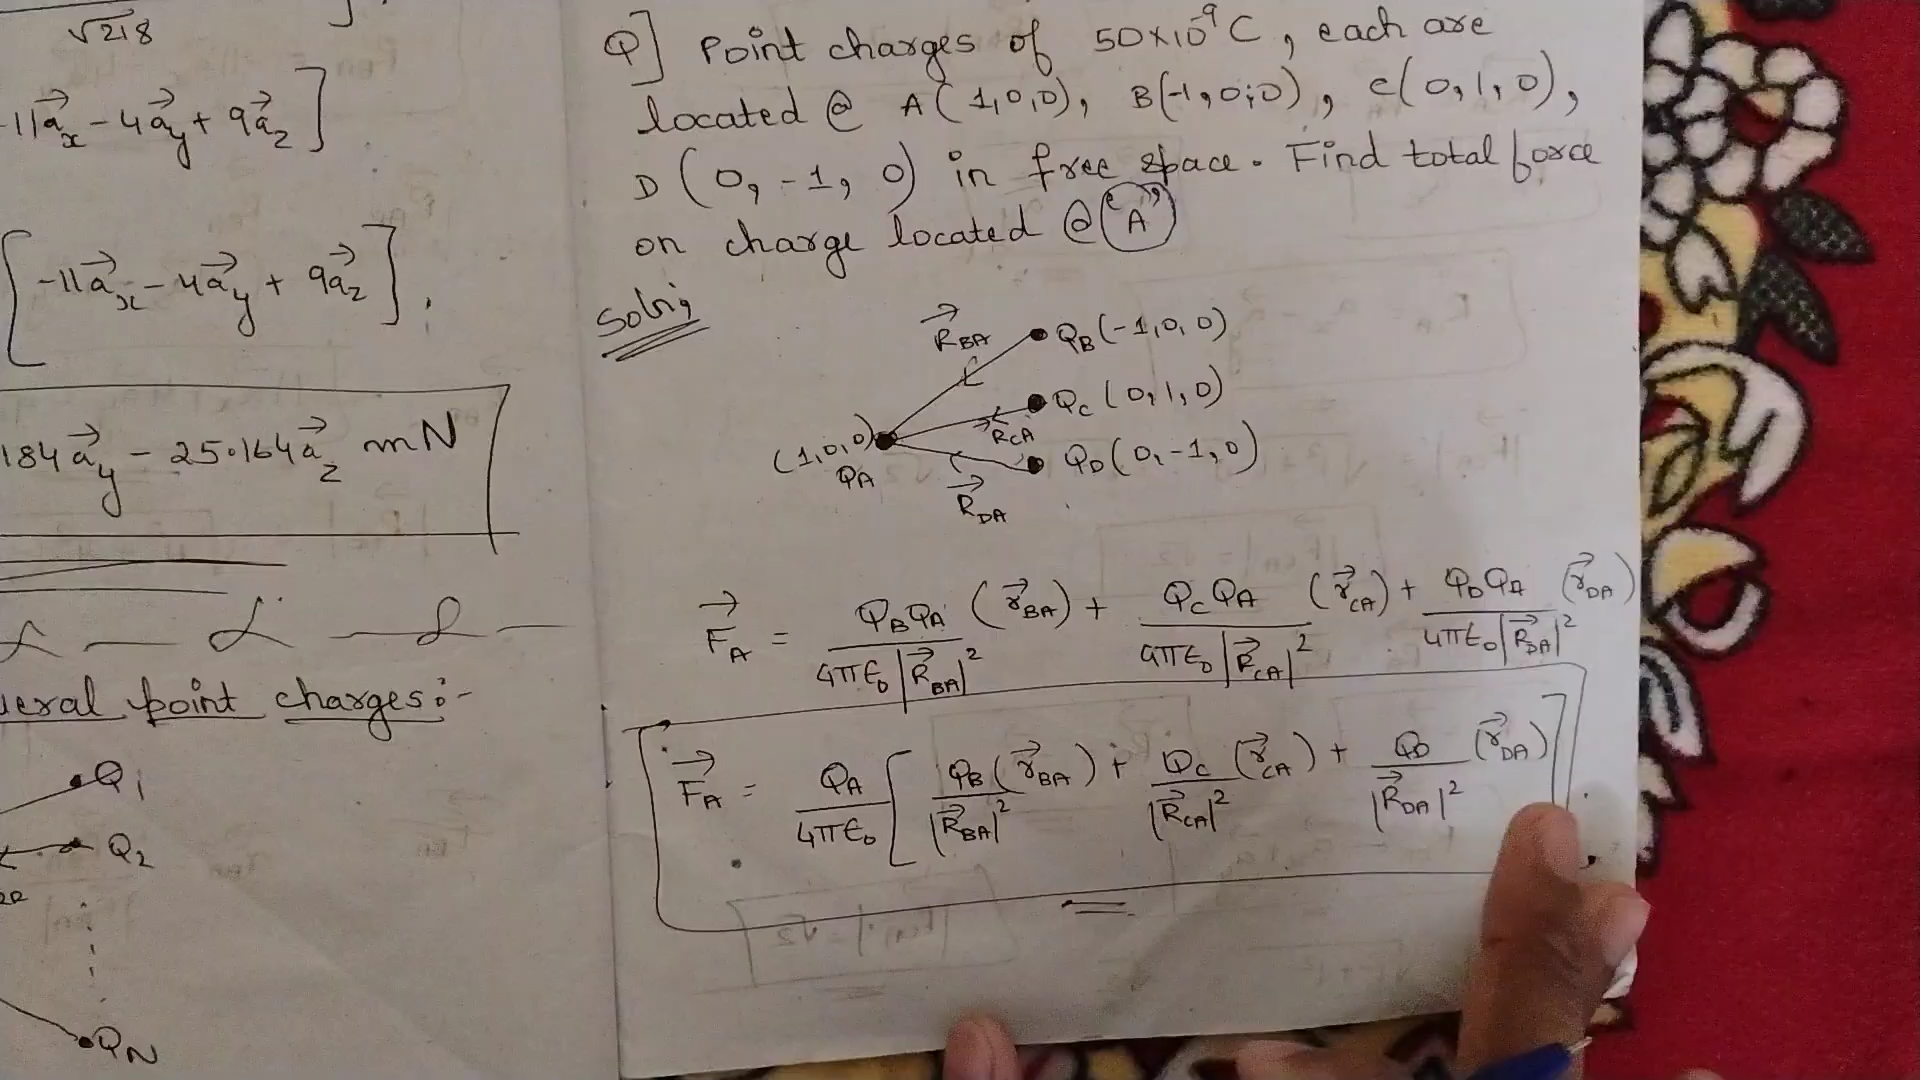 √218
-11a⃗x - 4a⃗y + 9a⃗z]
[-11a⃗x - 4a⃗y + 9a⃗z].
184a⃗y - 25.164a⃗z mN
eral point charges:-
Q1
Q2
2R
QN
Q] Point charges of 50×10⁻⁹C, each are
located @ A(1,0,0), B(-1,0,0), C(0,1,0),
D(0,-1,0) in free space. Find total force
on charge located @ "A"
Soln;
R⃗BA QB(-1,0,0)
QC(0,1,0)
RCA
(1,0,0)
QA
QD(0,-1,0)
R⃗DA
F⃗A = QBQA/4πϵ0|R⃗BA|² (r⃗BA) + QCQA/4πϵ0|R⃗CA|² (r⃗CA) + QDQA/4πϵ0|R⃗DA|² (r⃗DA)
F⃗A = QA/4πϵ0 [QB/|R⃗BA|² (r⃗BA) + QC/|R⃗CA|² (r⃗CA) + QD/|R⃗DA|² (r⃗DA)]